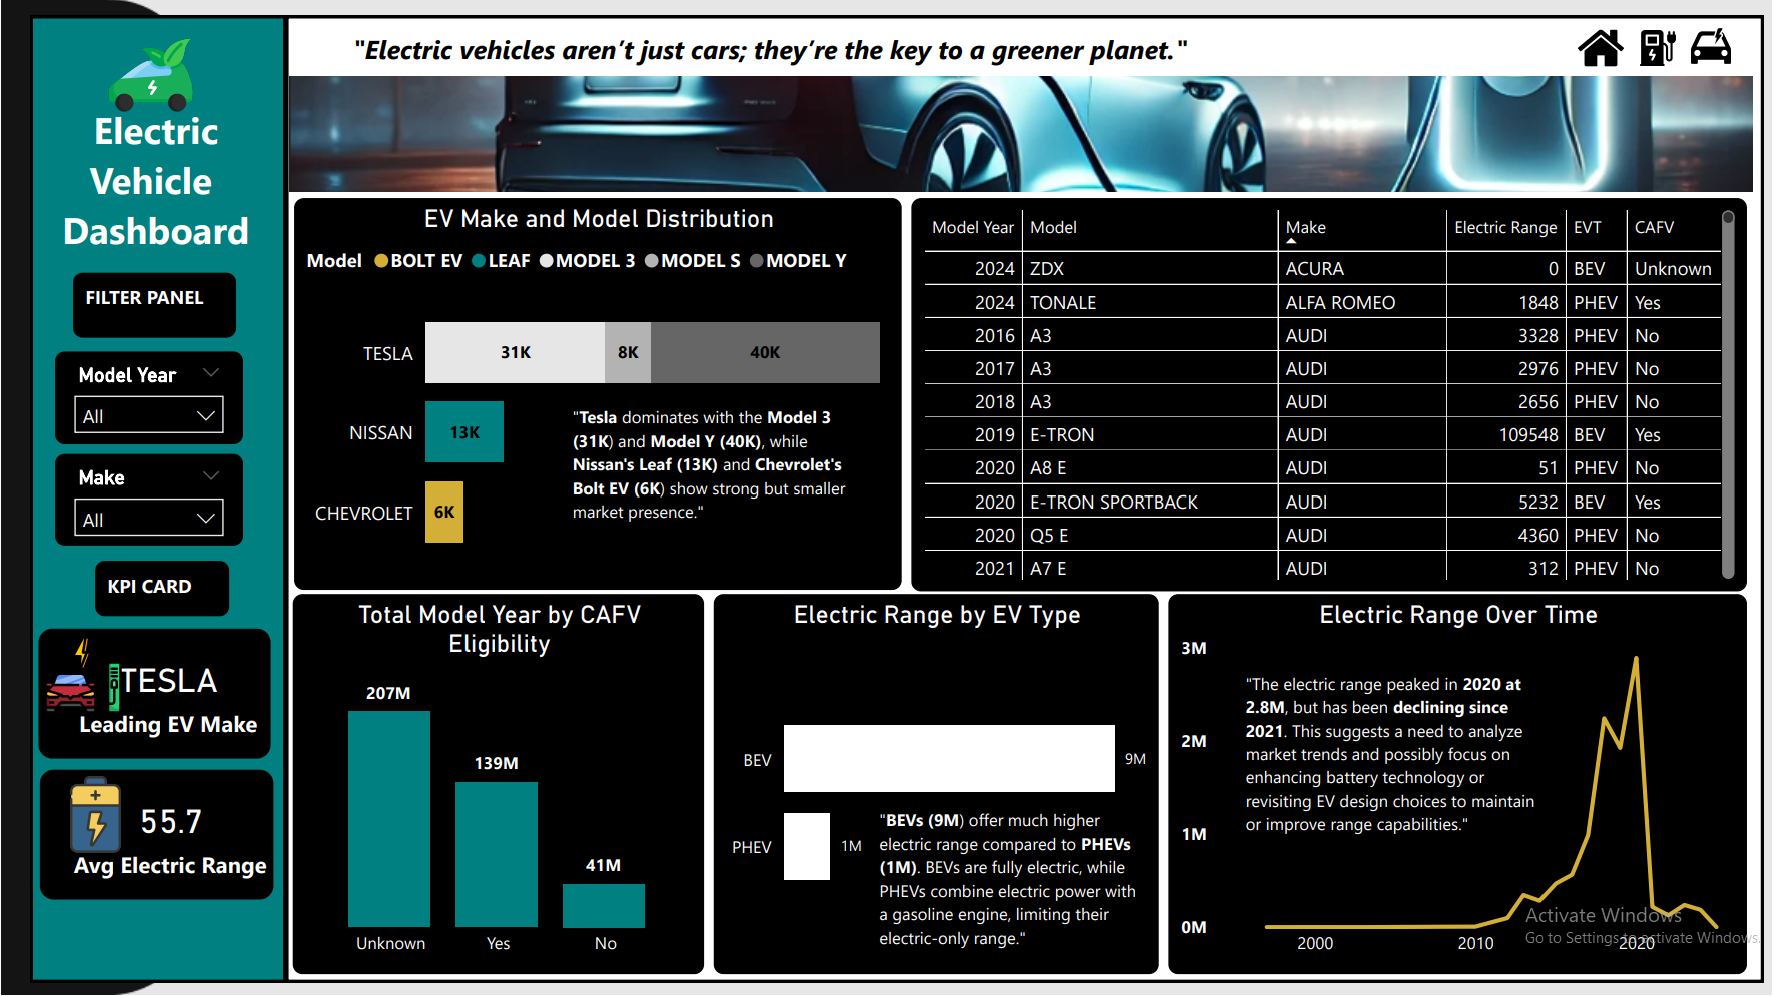 "Electric vehicles aren’t just cars; they’re the key to a greener planet."
Electric
Vehicle
Dashboard
FILTER PANEL
Model Year
All
Make
All
KPI CARD
TESLA
Leading EV Make
55.7
Avg Electric Range
EV Make and Model Distribution
Model BOLT EV LEAF MODEL 3 MODEL S MODEL Y
TESLA 31K 8K 40K
NISSAN 13K
CHEVROLET 6K
"Tesla dominates with the Model 3
(31K) and Model Y (40K), while
Nissan's Leaf (13K) and Chevrolet's
Bolt EV (6K) show strong but smaller
market presence."
Model Year Model Make Electric Range EVT CAFV
2024 ZDX ACURA 0 BEV Unknown
2024 TONALE ALFA ROMEO 1848 PHEV Yes
2016 A3 AUDI 3328 PHEV No
2017 A3 AUDI 2976 PHEV No
2018 A3 AUDI 2656 PHEV No
2019 E-TRON AUDI 109548 BEV Yes
2020 A8 E AUDI 51 PHEV No
2020 E-TRON SPORTBACK AUDI 5232 BEV Yes
2020 Q5 E AUDI 4360 PHEV No
2021 A7 E AUDI 312 PHEV No
Total Model Year by CAFV
Eligibility
207M
139M
41M
Unknown Yes No
Electric Range by EV Type
BEV 9M
PHEV 1M
"BEVs (9M) offer much higher
electric range compared to PHEVs
(1M). BEVs are fully electric, while
PHEVs combine electric power with
a gasoline engine, limiting their
electric-only range."
Electric Range Over Time
3M
2M
1M
0M
"The electric range peaked in 2020 at
2.8M, but has been declining since
2021. This suggests a need to analyze
market trends and possibly focus on
enhancing battery technology or
revisiting EV design choices to maintain
or improve range capabilities."
2000 2010 2020
Activate Windows
Go to Settings to activate Windows.